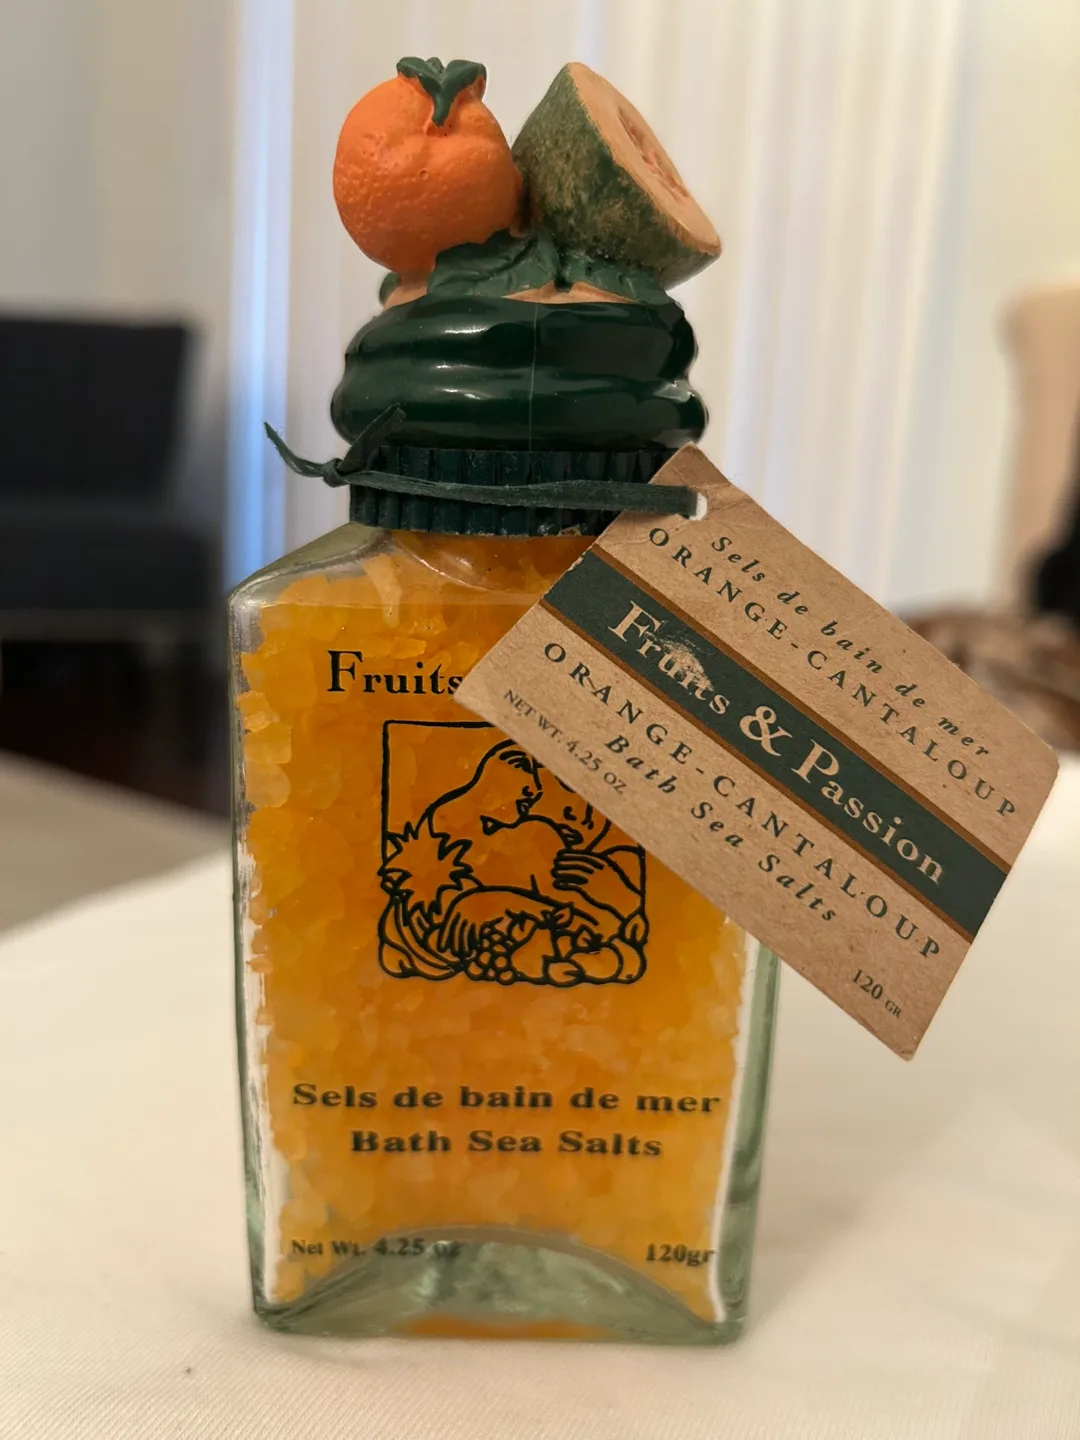 Sels de bain de mer
ORANGE-CANTALOUP
Fruits & Passion
ORANGE-CANTALOUP
Bath Sea Salts
NET WT. 4.25 OZ
120 GR
Fruits
Sels de bain de mer
Bath Sea Salts
Net Wt. 4.25 oz
120gr